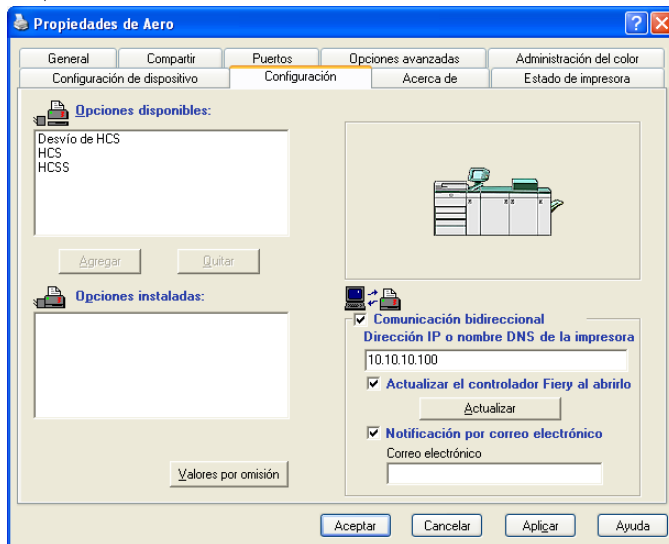 Propiedades de Aero
General
Compartir
Puertos
Opciones avanzadas
Administración del color
Configuración de dispositivo
Configuración
Acerca de
Estado de impresora
Opciones disponibles:
Desvío de HCS
HCS
HCSS
Agregar
Quitar
Opciones instaladas:
Valores por omisión
Comunicación bidireccional
Dirección IP o nombre DNS de la impresora
10.10.10.100
Actualizar el controlador Fiery al abrirlo
Actualizar
Notificación por correo electrónico
Correo electrónico
Aceptar
Cancelar
Aplicar
Ayuda